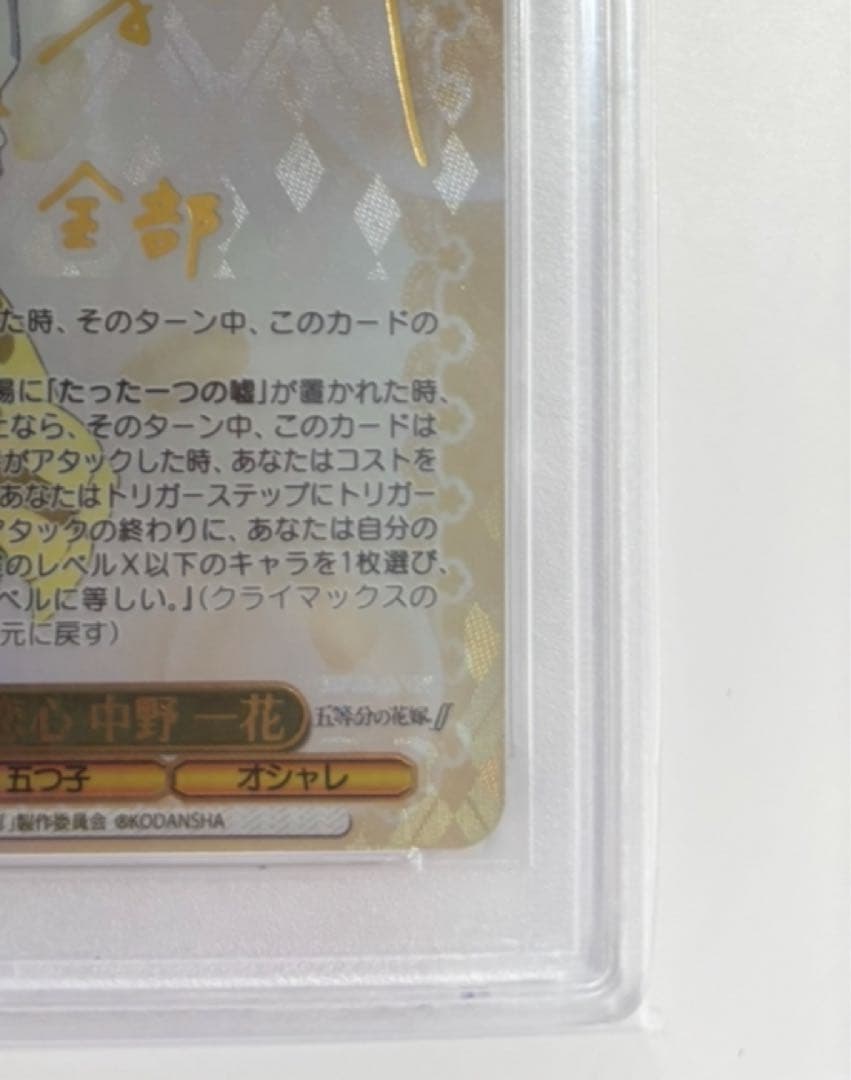 全部
た時、そのターン中、このカードの
場に「たった一つの嘘」が置かれた時、
なら、そのターン中、このカードは
がアタックした時、あなたはコストを
あなたはトリガーステップにトリガー
アタックの終わりに、あなたは自分の
のレベルX以下のキャラを1枚選び、
ベルに等しい。」(クライマックスの
元に戻す)
心 中野 一花 五等分の花嫁∬
五つ子 オシャレ
」製作委員会 ©KODANSHA